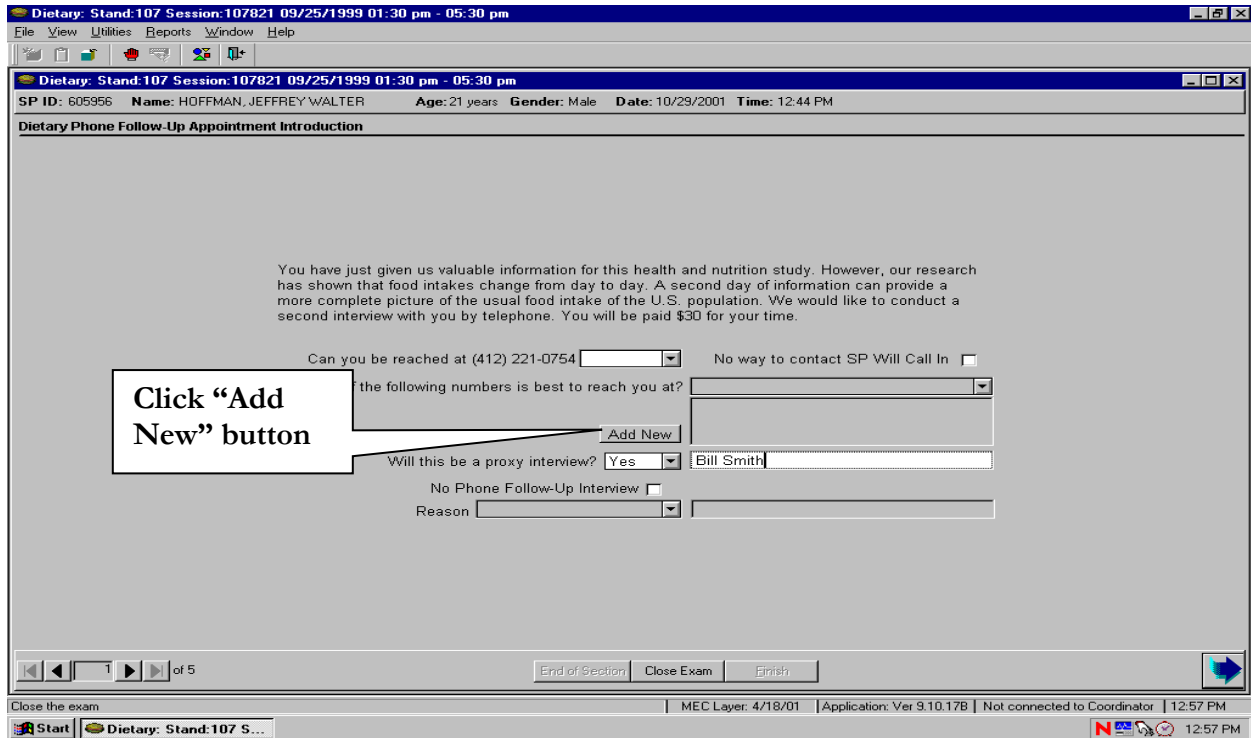 Dietary: Stand:107 Session:107821 09/25/1999 01:30 pm - 05:30 pm
File View Utilities Reports Window Help
Dietary: Stand:107 Session:107821 09/25/1999 01:30 pm - 05:30 pm
SP ID: 605956 Name: HOFFMAN, JEFFREY WALTER Age: 21 years Gender: Male Date: 10/29/2001 Time: 12:44 PM
Dietary Phone Follow-Up Appointment Introduction
You have just given us valuable information for this health and nutrition study. However, our research
has shown that food intakes change from day to day. A second day of information can provide a
more complete picture of the usual food intake of the U.S. population. We would like to conduct a
second interview with you by telephone. You will be paid $30 for your time.
Can you be reached at (412) 221-0754 No way to contact SP Will Call In
the following numbers is best to reach you at?
Click “Add
New” button
Add New
Will this be a proxy interview? Yes Bill Smith
No Phone Follow-Up Interview
Reason
1 of 5 End of Section Close Exam Finish
Close the exam MEC Layer: 4/18/01 Application: Ver 9.10.17B Not connected to Coordinator 12:57 PM
Start Dietary: Stand:107 S... N 12:57 PM